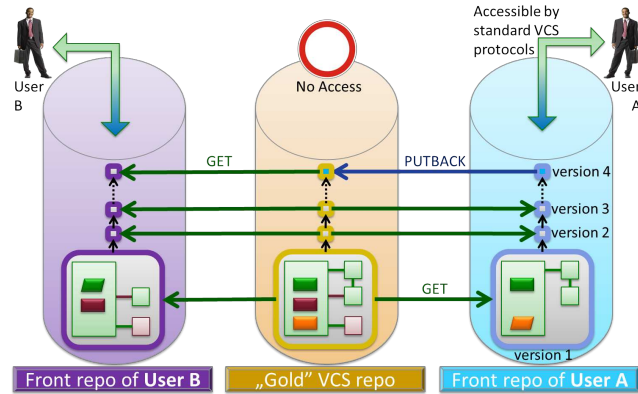 Accessible by
standard VCS
protocols
User
B
No Access
User
A
GET
PUTBACK
version 4
version 3
version 2
GET
version 1
Front repo of User B
„Gold” VCS repo
Front repo of User A